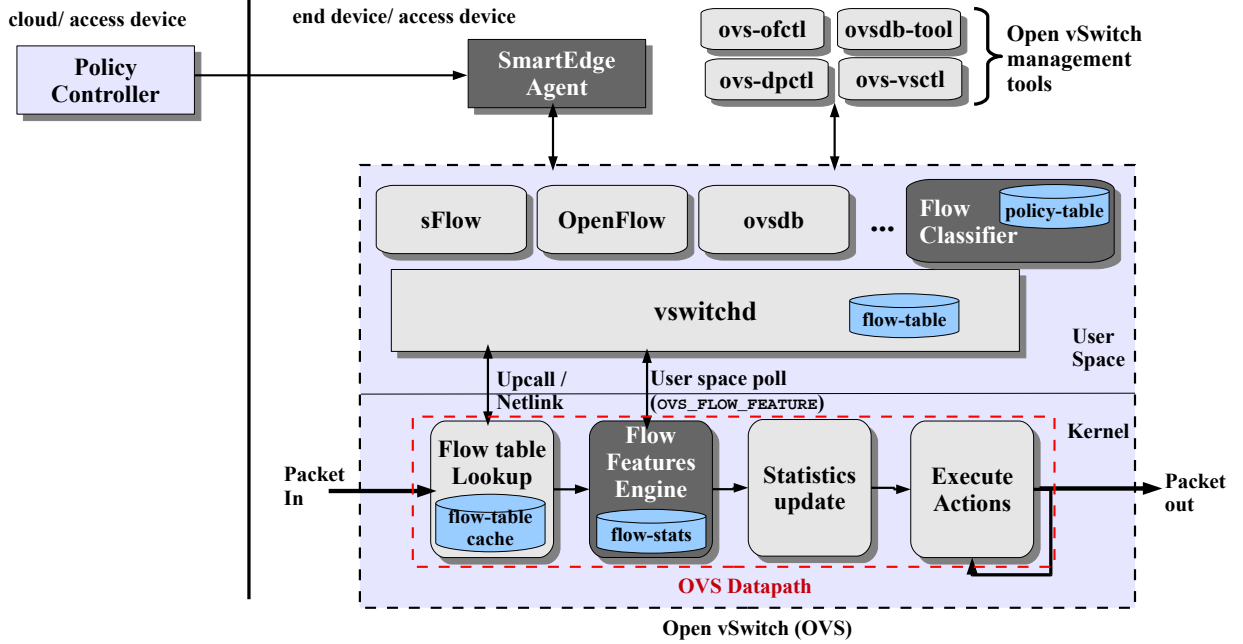 cloud/ access device
end device/ access device
Policy
Controller
SmartEdge
Agent
ovs-ofctl
ovsdb-tool
ovs-dpctl
ovs-vsctl
Open vSwitch
management
tools
sFlow
OpenFlow
ovsdb
...
Flow
Classifier
policy-table
vswitchd
flow-table
User
Space
Upcall /
Netlink
User space poll
(OVS_FLOW_FEATURE)
Kernel
Packet
In
Flow table
Lookup
flow-table
cache
Flow
Features
Engine
flow-stats
Statistics
update
Execute
Actions
Packet
out
OVS Datapath
Open vSwitch (OVS)